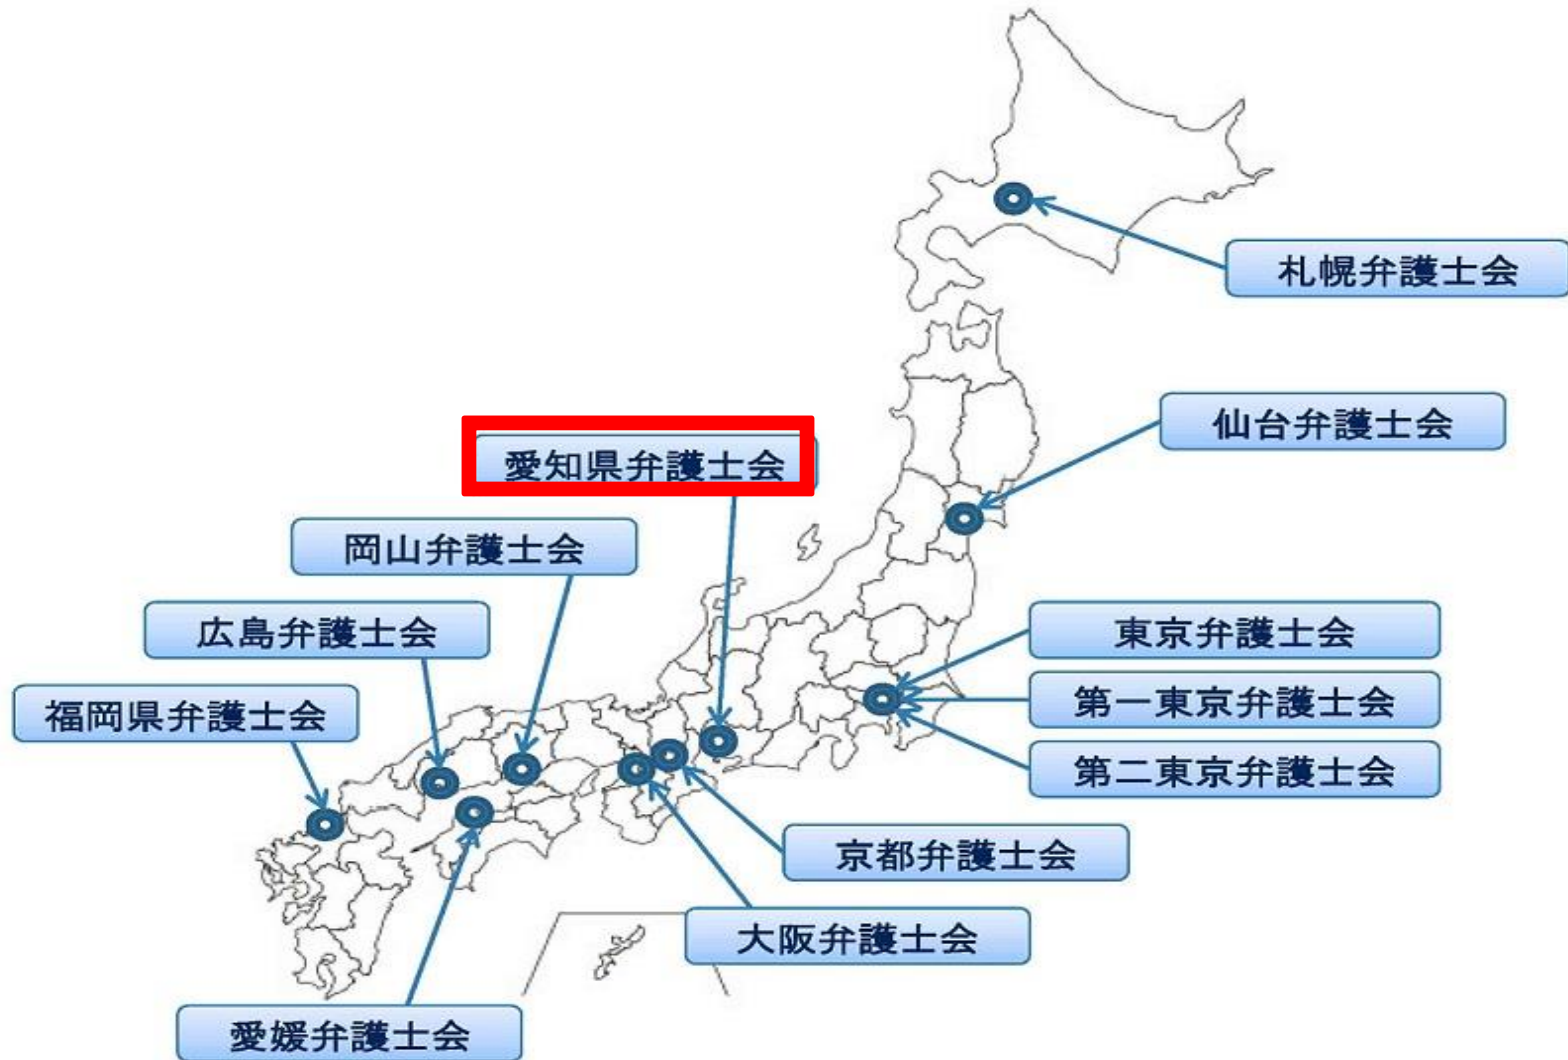 札幌弁護士会
仙台弁護士会
愛知県弁護士会
岡山弁護士会
広島弁護士会
福岡県弁護士会
東京弁護士会
第一東京弁護士会
第二東京弁護士会
京都弁護士会
大阪弁護士会
愛媛弁護士会